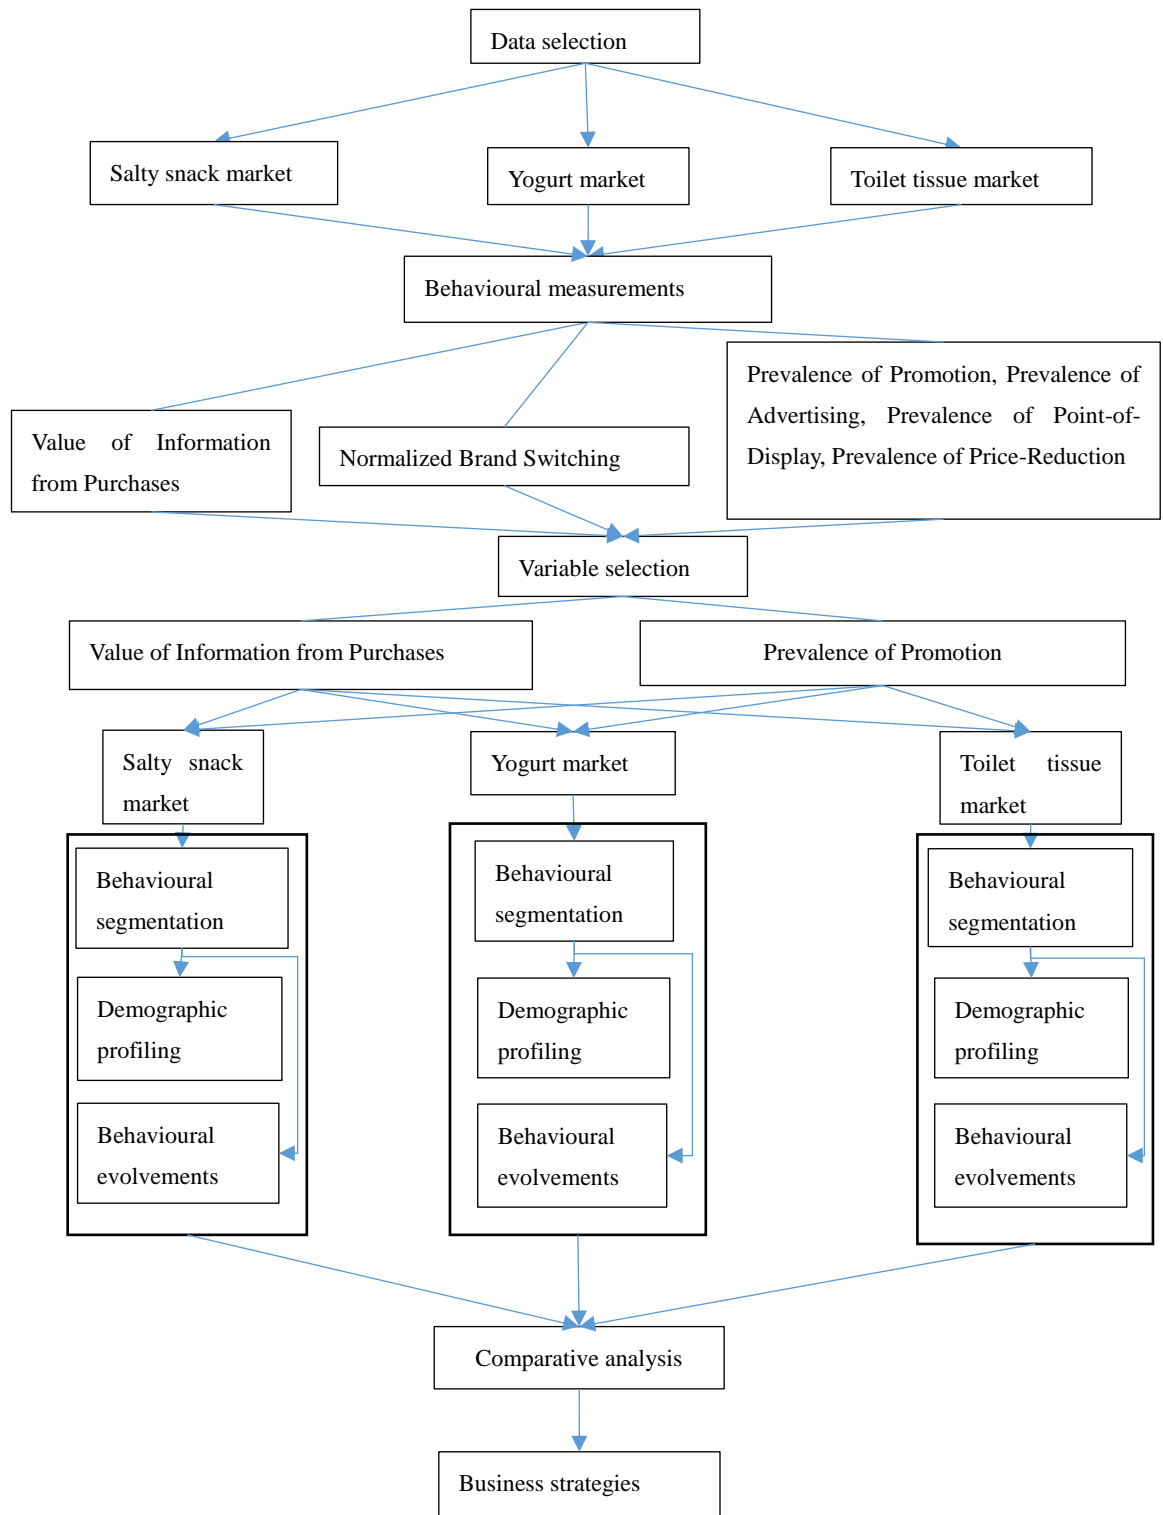 Data selection
Salty snack market
Yogurt market
Toilet tissue market
Behavioural measurements
Value of Information
from Purchases
Normalized Brand Switching
Prevalence of Promotion, Prevalence of
Advertising, Prevalence of Point-of-
Display, Prevalence of Price-Reduction
Variable selection
Value of Information from Purchases
Prevalence of Promotion
Salty snack
market
Yogurt market
Toilet tissue
market
Behavioural
segmentation
Demographic
profiling
Behavioural
evolvements
Behavioural
segmentation
Demographic
profiling
Behavioural
evolvements
Behavioural
segmentation
Demographic
profiling
Behavioural
evolvements
Comparative analysis
Business strategies